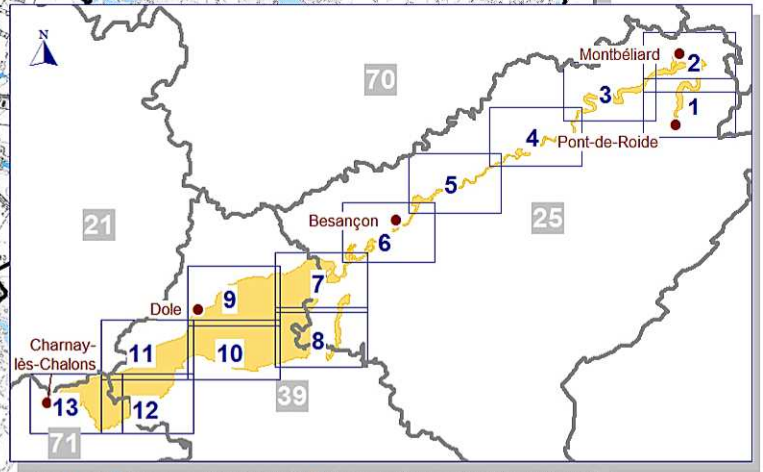 N
Montbéliard
2
70
3
1
4
Pont-de-Roide
5
Besançon
25
21
6
7
Dole
9
8
11
10
Charnay-
lès-Chalons
39
13
12
71